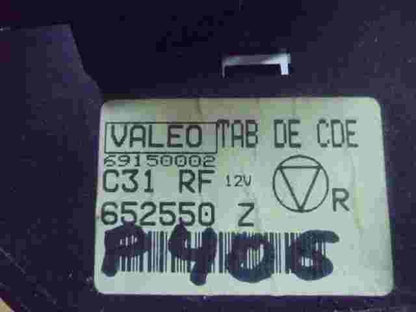 VALEO TAB DE CDE
69150002
C31 RF 12V
R
652550 Z
P406